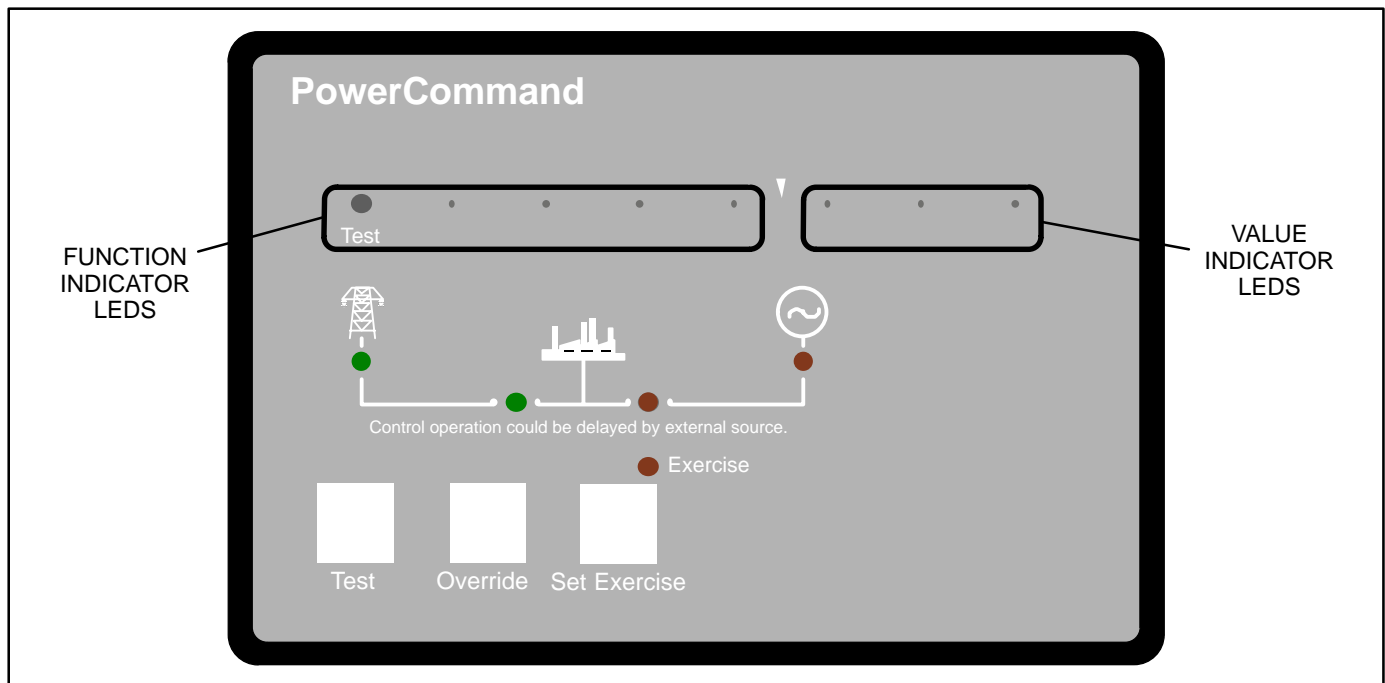 PowerCommand
Test
FUNCTION
INDICATOR
LEDS
VALUE
INDICATOR
LEDS
Control operation could be delayed by external source.
Exercise
Test
Override
Set Exercise